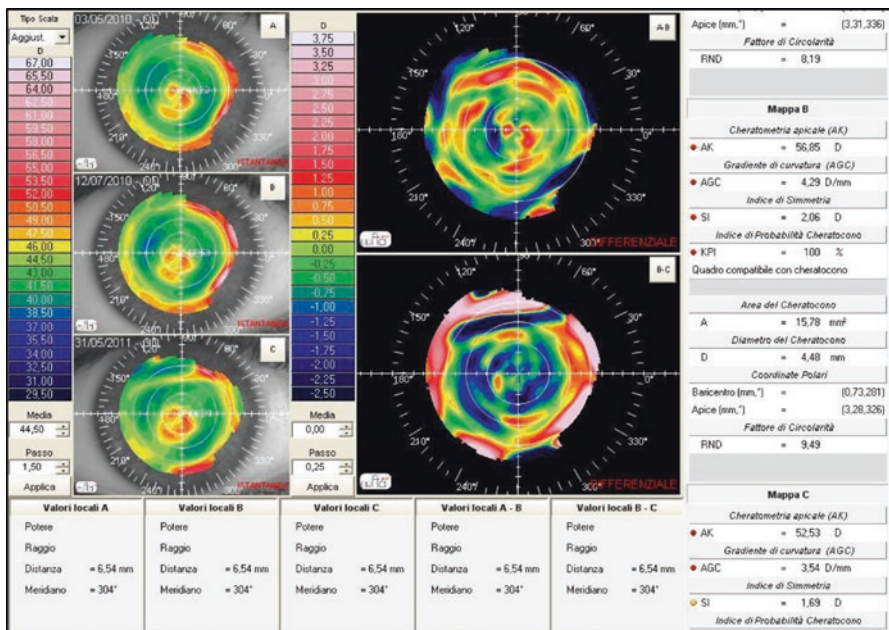 Tipo Scala
Aggiust.
D
67,00
65,50
64,00
62,50
61,00
59,50
58,00
56,50
55,00
53,50
52,00
50,50
49,00
47,50
46,00
44,50
43,00
41,50
40,00
38,50
37,00
35,50
34,00
32,50
31,00
29,50
Media
44,50
Passo
1,50
Applica
03/05/2010 - OD
A
ISTANTANEA
12/07/2010 - OD
B
ISTANTANEA
31/05/2011 - OD
C
ISTANTANEA
D
3,75
3,50
3,25
3,00
2,75
2,50
2,25
2,00
1,75
1,50
1,25
1,00
0,75
0,50
0,25
0,00
-0,25
-0,50
-0,75
-1,00
-1,25
-1,50
-1,75
-2,00
-2,25
-2,50
Media
0,00
Passo
0,25
Applica
A-B
60°
30°
0°
330°
300°
240°
210°
180°
150°
DIFFERENZIALE
B-C
60°
30°
0°
330°
300°
240°
210°
180°
150°
DIFFERENZIALE
Apice (mm,°) = (3,31,336)
Fattore di Circolarità
RND = 8,19
Mappa B
Cheratometria apicale (AK)
AK = 56,85 D
Gradiente di curvatura (AGC)
AGC = 4,29 D/mm
Indice di Simmetria
SI = 2,06 D
Indice di Probabilità Cheratocono
KPI = 100 %
Quadro compatibile con cheratocono
Area del Cheratocono
A = 15,78 mm²
Diametro del Cheratocono
D = 4,48 mm
Coordinate Polari
Baricentro (mm,°) = (0,73,281)
Apice (mm,°) = (3,28,326)
Fattore di Circolarità
RND = 9,49
Mappa C
Cheratometria apicale (AK)
AK = 52,53 D
Gradiente di curvatura (AGC)
AGC = 3,54 D/mm
Indice di Simmetria
SI = 1,69 D
Indice di Probabilità Cheratocono
Valori locali A
Potere
Raggio
Distanza = 6,54 mm
Meridiano = 304°
Valori locali B
Potere
Raggio
Distanza = 6,54 mm
Meridiano = 304°
Valori locali C
Potere
Raggio
Distanza = 6,54 mm
Meridiano = 304°
Valori locali A - B
Potere
Raggio
Distanza = 6,54 mm
Meridiano = 304°
Valori locali B - C
Potere
Raggio
Distanza = 6,54 mm
Meridiano = 304°